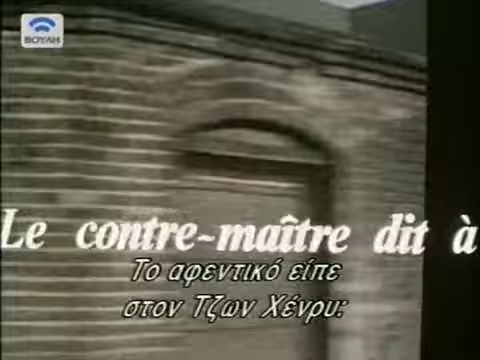 ΒΟΥΛΗ
Le contre-maître dit à
Το αφεντικό είπε
στον Τζων Χένρυ: